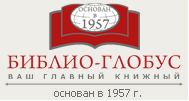 ОСНОВАН В
1957
БИБЛИО-ГЛОБУС
ВАШ ГЛАВНЫЙ КНИЖНЫЙ
основан в 1957 г.